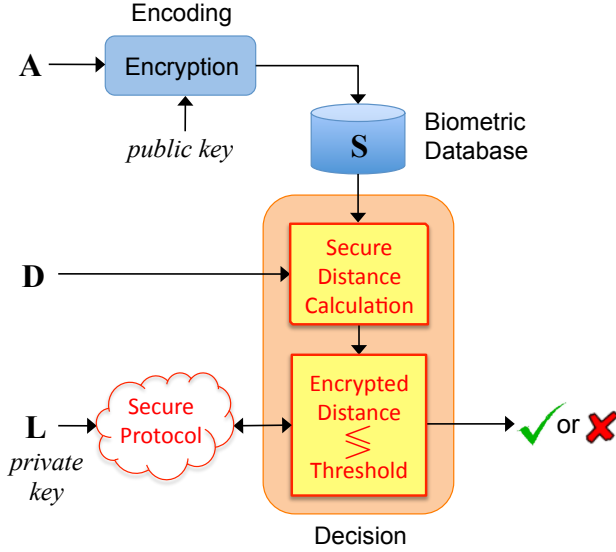 Encoding
A
Encryption
public key
S
Biometric
Database
Secure
Distance
Calculation
D
Encrypted
Distance
≶
Threshold
Secure
Protocol
L
private
key
or
Decision